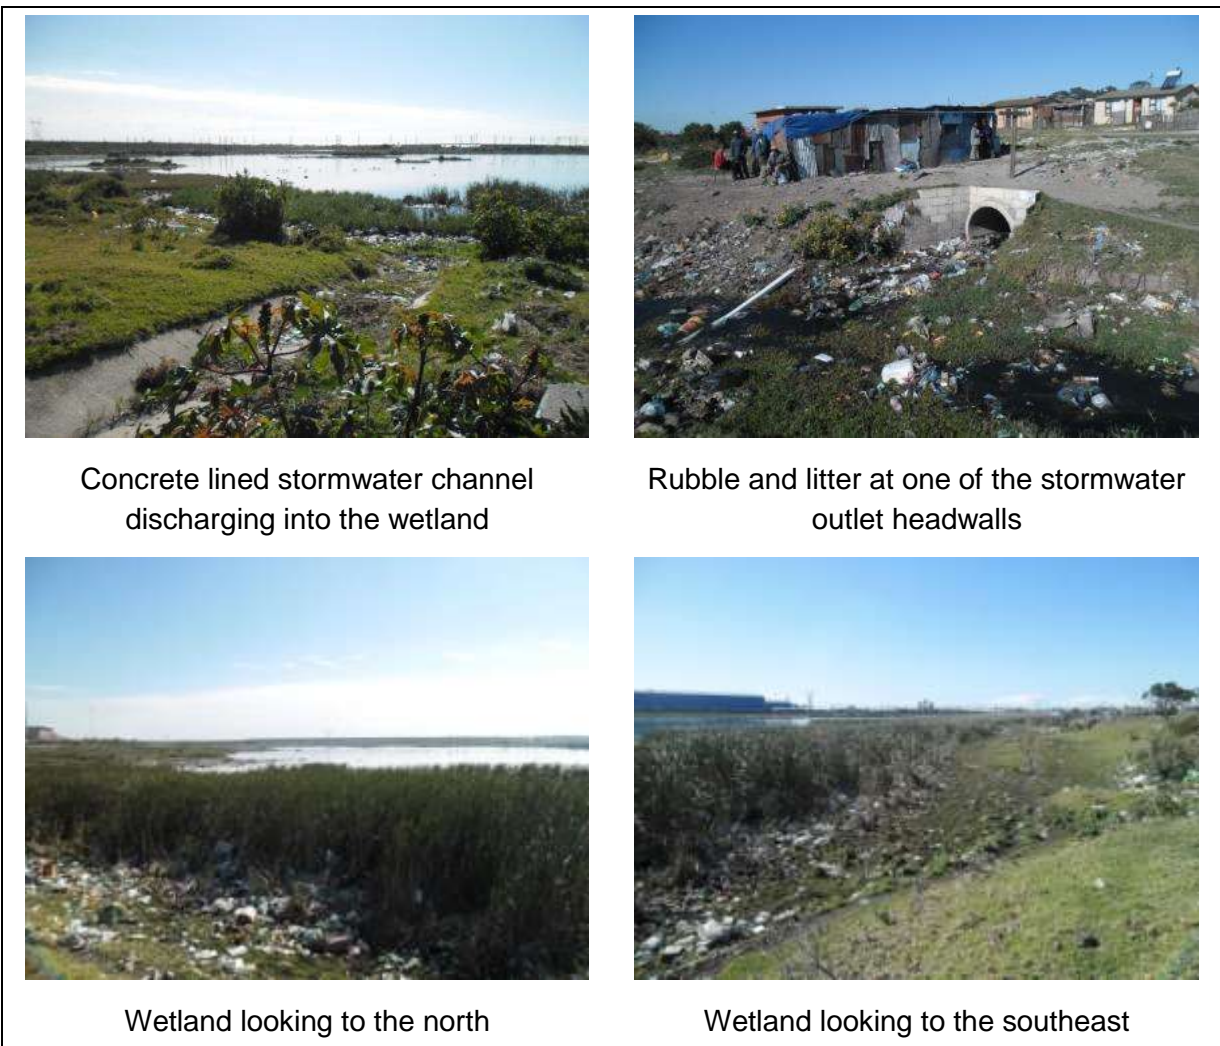 Concrete lined stormwater channel
discharging into the wetland
Rubble and litter at one of the stormwater
outlet headwalls
Wetland looking to the north
Wetland looking to the southeast